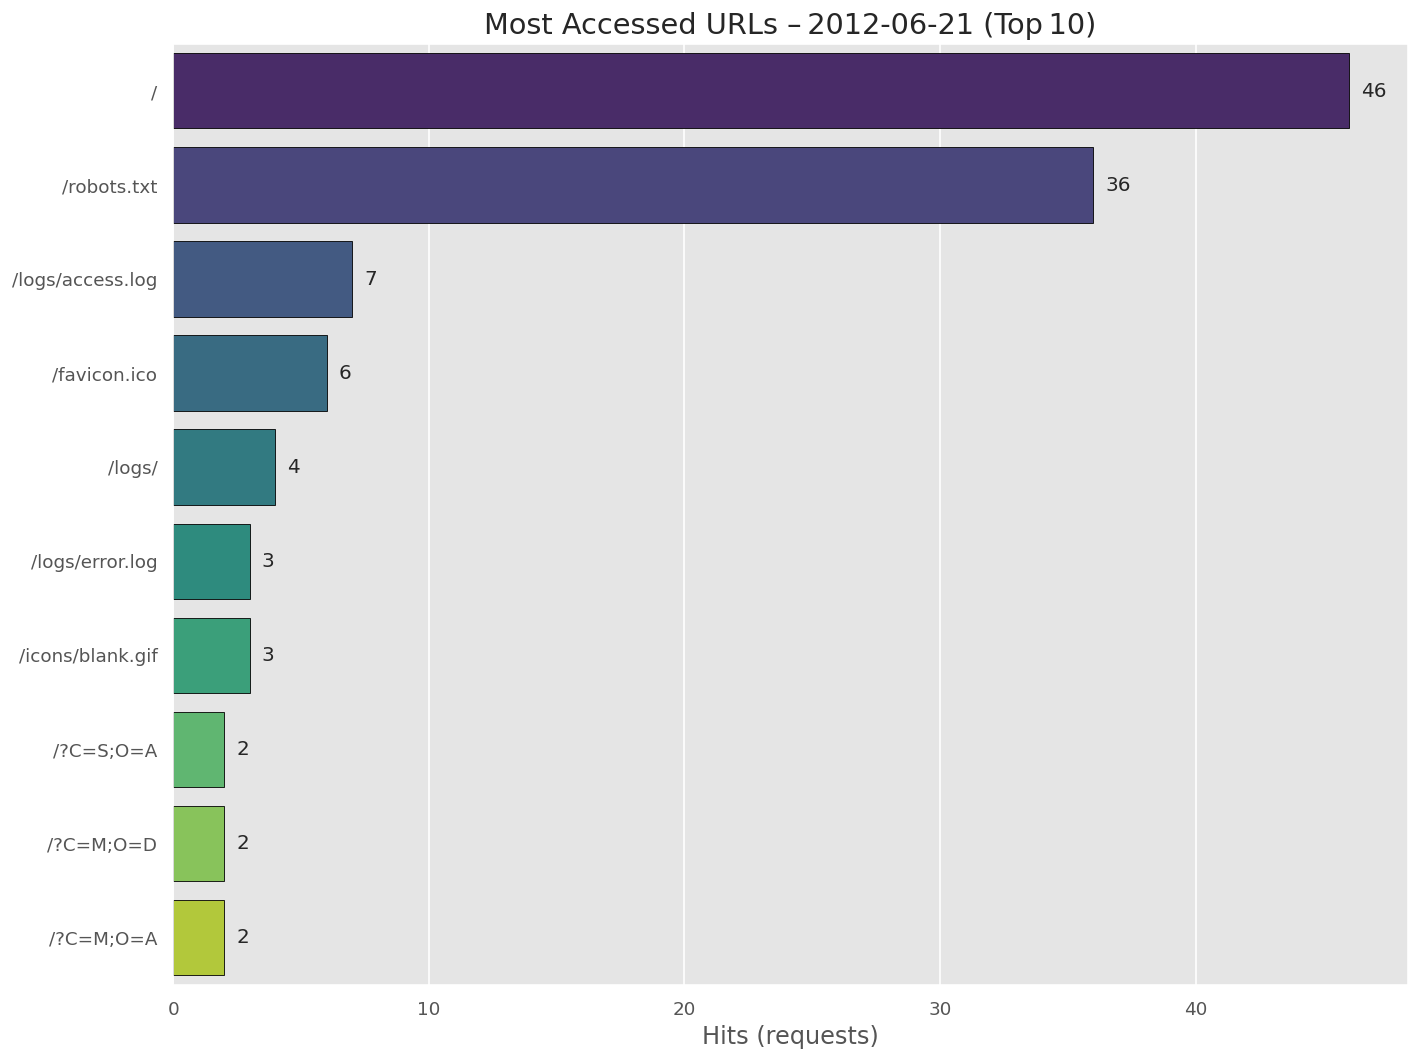 Most Accessed URLs – 2012-06-21 (Top 10)
/ 46
/robots.txt 36
/logs/access.log 7
/favicon.ico 6
/logs/ 4
/logs/error.log 3
/icons/blank.gif 3
/?C=S;O=A 2
/?C=M;O=D 2
/?C=M;O=A 2
0 10 20 30 40
Hits (requests)